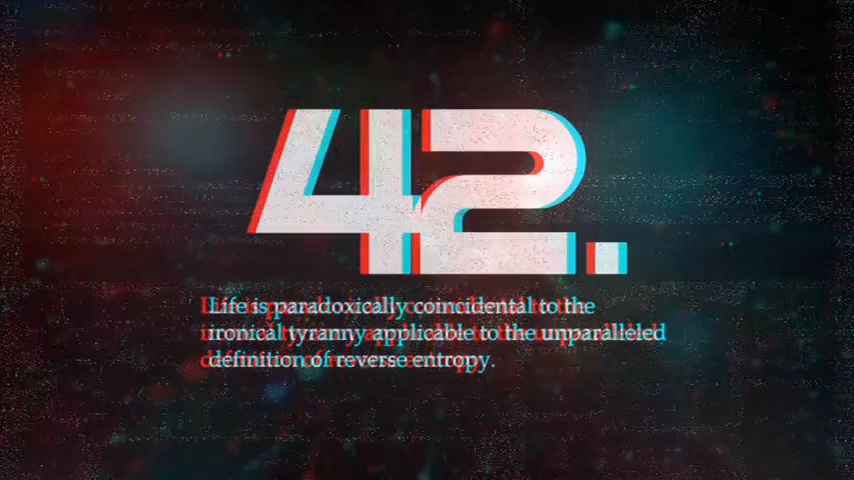 42.
Life is paradoxically coincidental to the
ironical tyranny applicable to the unparalleled
definition of reverse entropy.